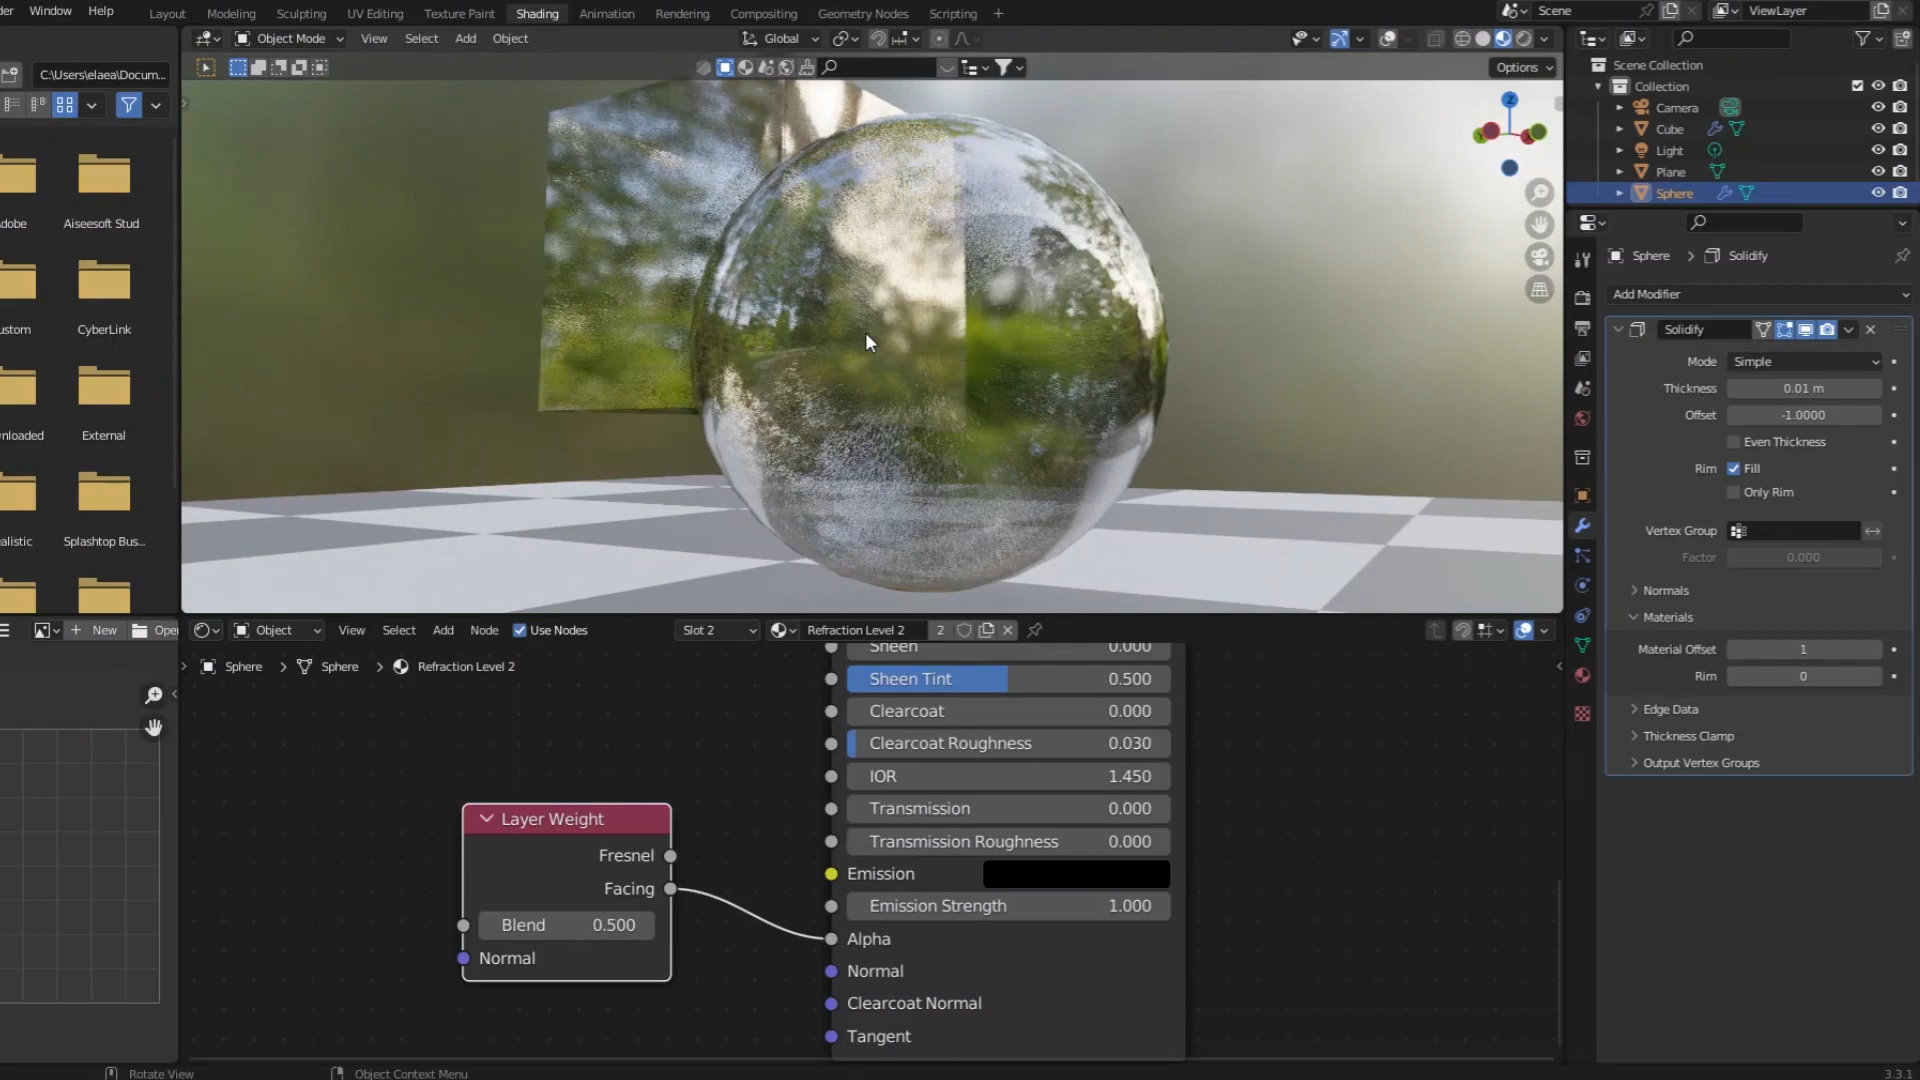 der Window Help Layout Modeling Sculpting UV Editing Texture Paint Shading Animation Rendering Compositing Geometry Nodes Scripting + Scene ViewLayer
Object Mode View Select Add Object Global
C:\Users\elaea\Docum... Options
Scene Collection
Collection
Camera
Cube
Light
Plane
Sphere
dobe Aiseesoft Stud
ustom CyberLink
wnloaded External
ealistic Splashtop Bus...
Sphere > Solidify
Add Modifier
Solidify
Mode Simple
Thickness 0.01 m
Offset -1.0000
Even Thickness
Rim Fill
Only Rim
Vertex Group
Factor 0.000
Normals
Materials
Material Offset 1
Rim 0
Edge Data
Thickness Clamp
Output Vertex Groups
+ New Open Object View Select Add Node Use Nodes Slot 2 Refraction Level 2 2
Sphere > Sphere > Refraction Level 2
Sheen 0.000
Sheen Tint 0.500
Clearcoat 0.000
Clearcoat Roughness 0.030
IOR 1.450
Transmission 0.000
Transmission Roughness 0.000
Emission
Emission Strength 1.000
Alpha
Normal
Clearcoat Normal
Tangent
Layer Weight
Fresnel
Facing
Blend 0.500
Normal
Rotate View Object Context Menu 3.3.1